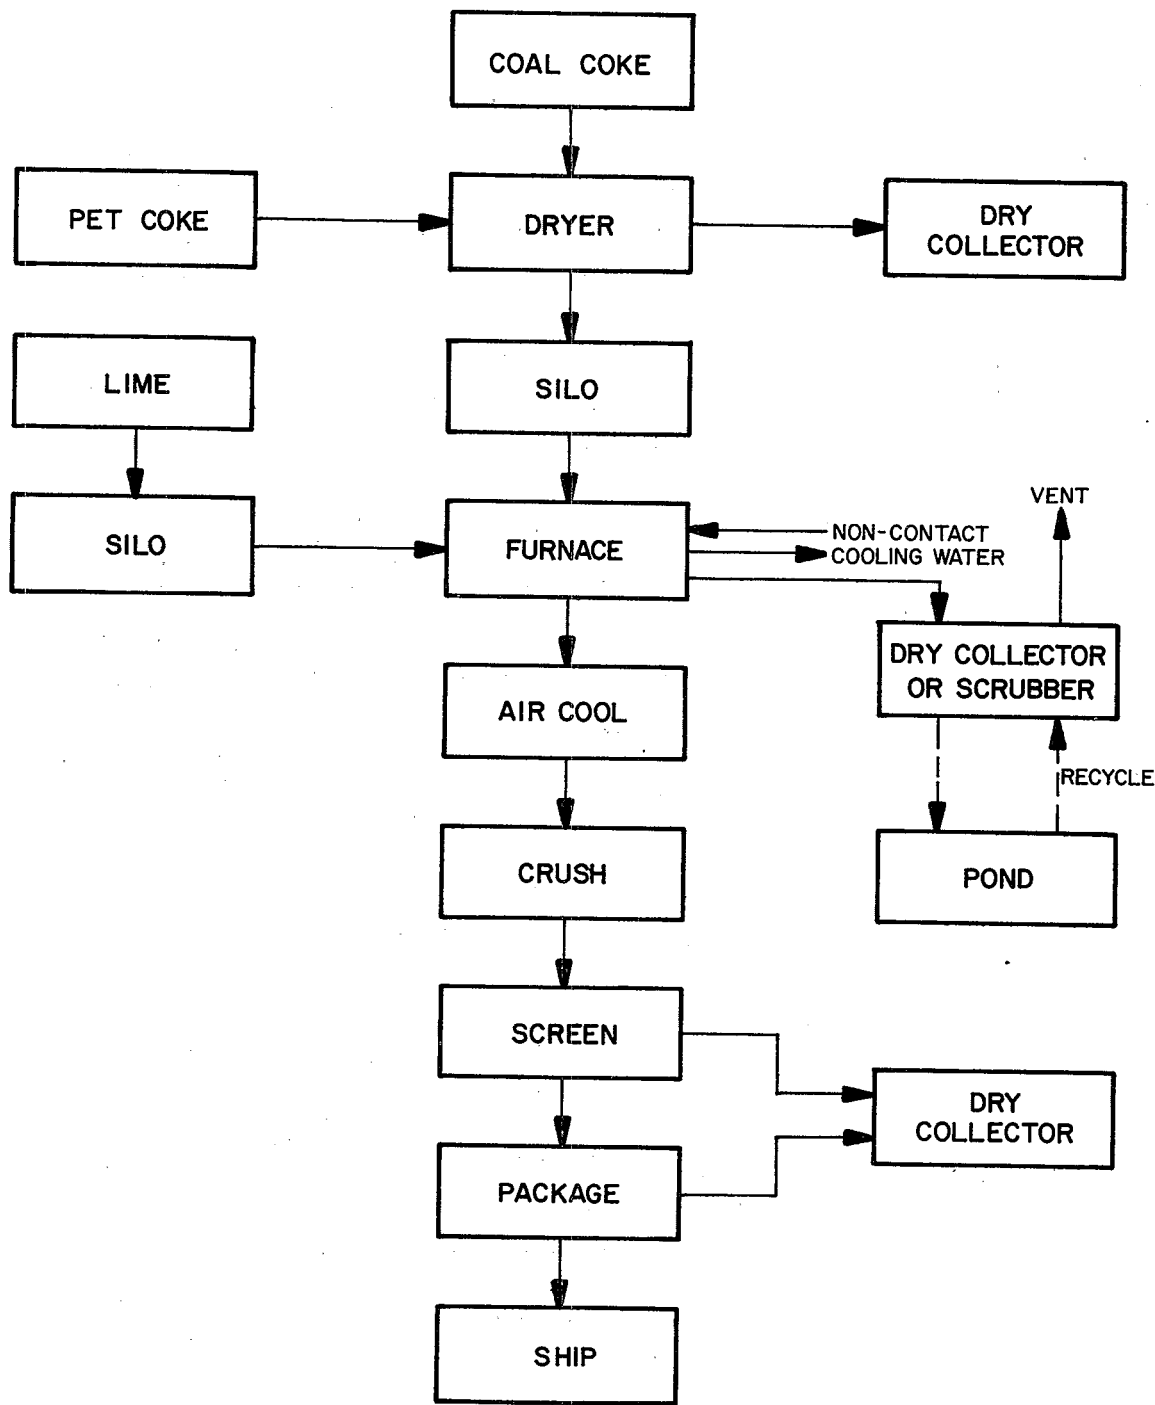 COAL COKE
PET COKE
DRYER
DRY
COLLECTOR
LIME
SILO
SILO
FURNACE
NON-CONTACT
COOLING WATER
VENT
DRY COLLECTOR
OR SCRUBBER
AIR COOL
RECYCLE
CRUSH
POND
SCREEN
DRY
COLLECTOR
PACKAGE
SHIP